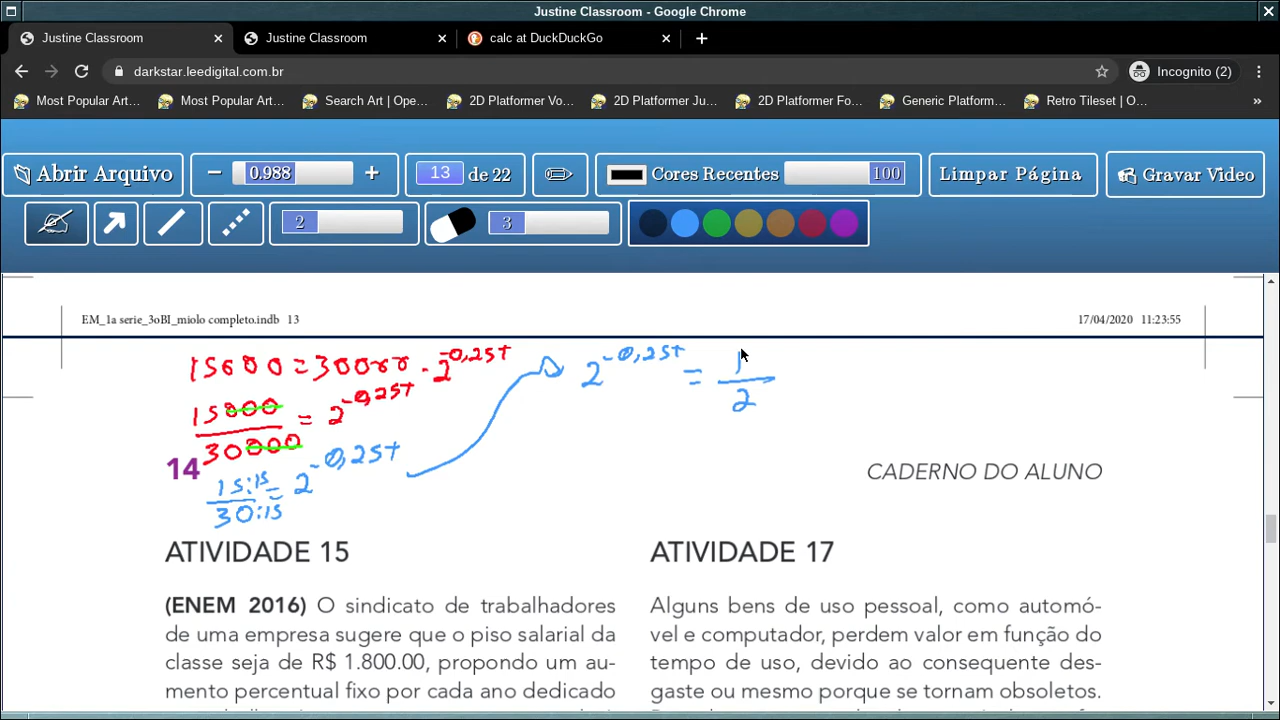 Justine Classroom - Google Chrome
Justine Classroom
Justine Classroom
calc at DuckDuckGo
darkstar.leedigital.com.br
Incognito (2)
Most Popular Art…
Most Popular Art…
Search Art | Ope…
2D Platformer Vo…
2D Platformer Ju…
2D Platformer Fo…
Generic Platform…
Retro Tileset | O…
»
Abrir Arquivo
− 0,988 +
13 de 22
Cores Recentes 100
Limpar Página
Gravar Video
2
3
EM_1a serie_3oBI_miolo completo.indb 13
17/04/2020 11:23:55
15000 = 30000 · 2^-0,25t
15000/30000 = 2^-0,25t
15:15/30:15 = 2^-0,25t
2^-0,25t = 1/2
14
CADERNO DO ALUNO
ATIVIDADE 15
(ENEM 2016) O sindicato de trabalhadores
de uma empresa sugere que o piso salarial da
classe seja de R$ 1.800.00, propondo um au-
mento percentual fixo por cada ano dedicado
ATIVIDADE 17
Alguns bens de uso pessoal, como automó-
vel e computador, perdem valor em função do
tempo de uso, devido ao consequente des-
gaste ou mesmo porque se tornam obsoletos.